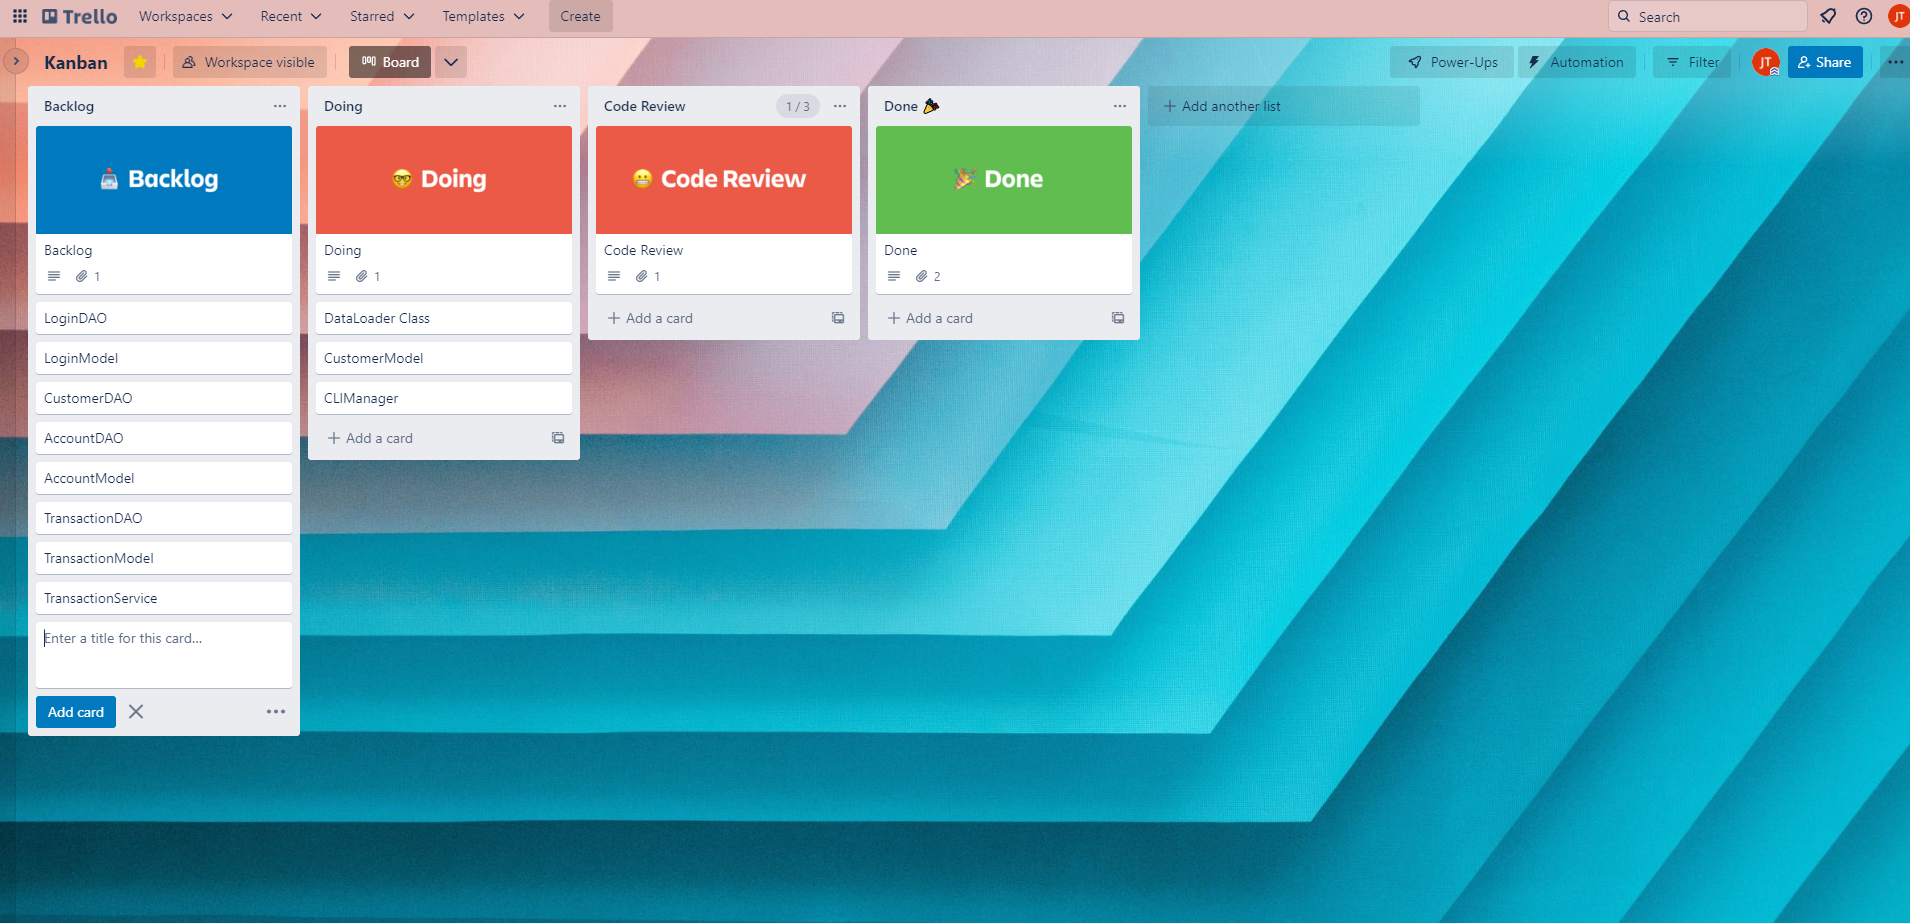 Trello Workspaces Recent Starred Templates Create Search JT
Kanban Workspace visible Board Power-Ups Automation Filter JT Share
Backlog
Backlog
Backlog
1
LoginDAO
LoginModel
CustomerDAO
AccountDAO
AccountModel
TransactionDAO
TransactionModel
TransactionService
Enter a title for this card...
Add card
Doing
Doing
Doing
1
DataLoader Class
CustomerModel
CLIManager
Add a card
Code Review 1 / 3
Code Review
Code Review
1
Add a card
Done
Done
Done
2
Add a card
Add another list